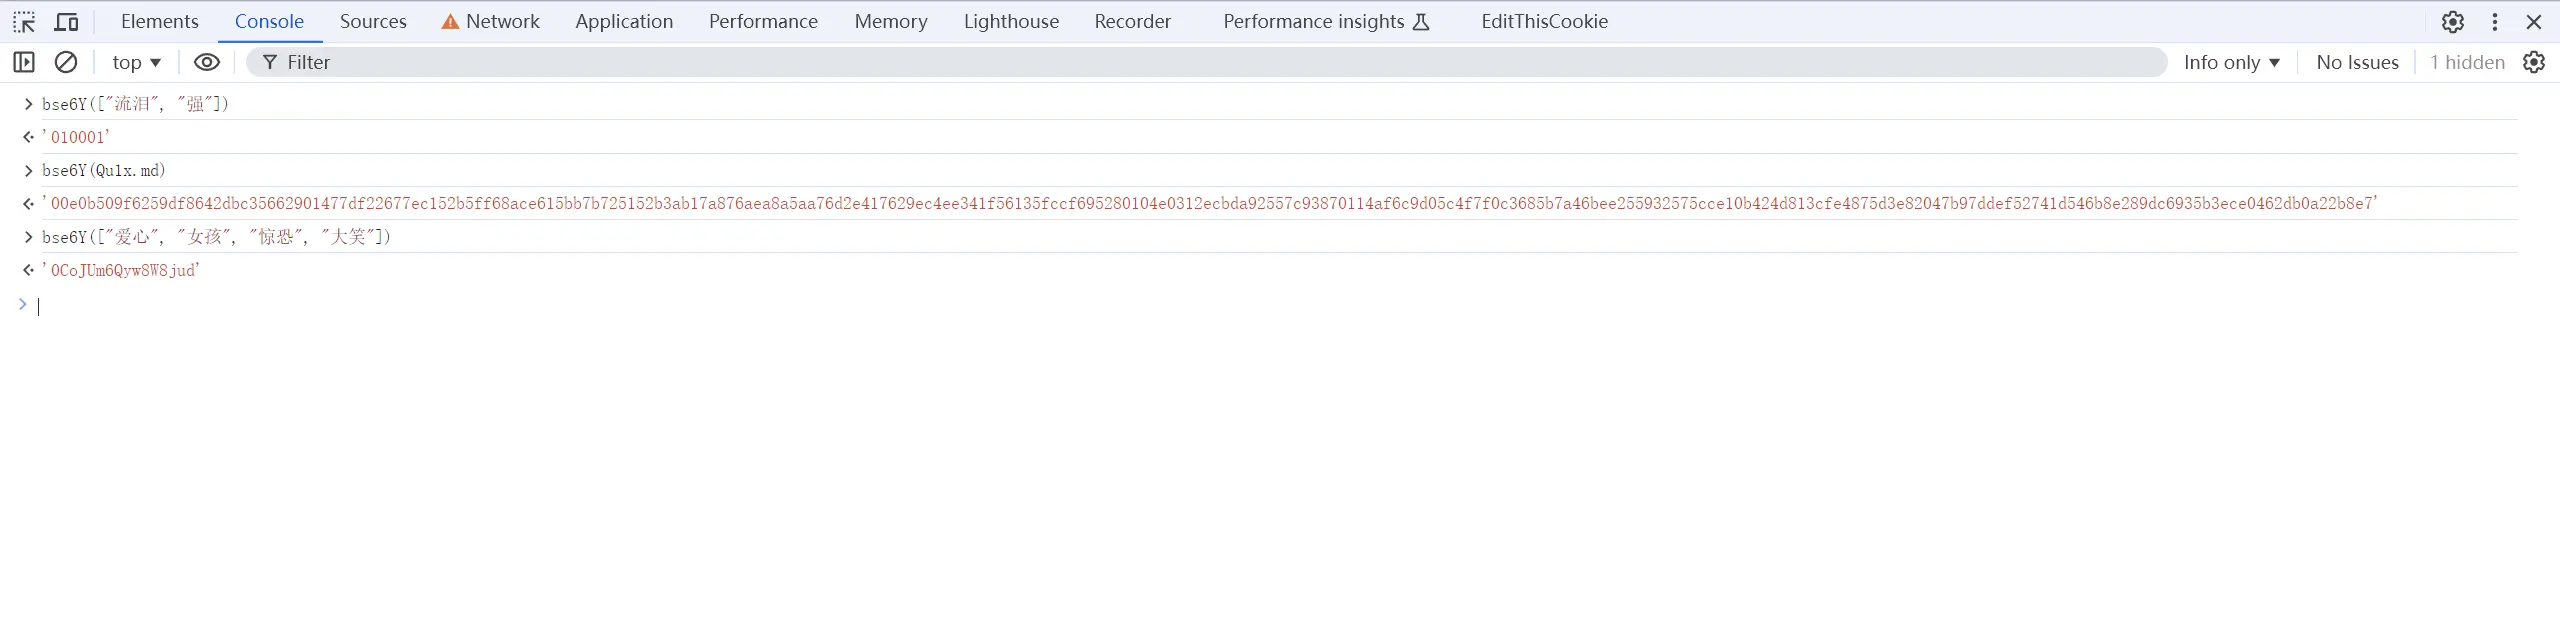 Elements Console Sources Network Application Performance Memory Lighthouse Recorder Performance insights EditThisCookie
top Filter Info only No Issues 1 hidden
bse6Y(["流泪", "强"])
'010001'
bse6Y(Qu1x.md)
'00e0b509f6259df8642dbc35662901477df22677ec152b5ff68ace615bb7b725152b3ab17a876aea8a5aa76d2e417629ec4ee341f56135fccf695280104e0312ecbda92557c93870114af6c9d05c4f7f0c3685b7a46bee255932575cce10b424d813cfe4875d3e82047b97ddef52741d546b8e289dc6935b3ece0462db0a22b8e7'
bse6Y(["爱心", "女孩", "惊恐", "大笑"])
'0CoJUm6Qyw8W8jud'